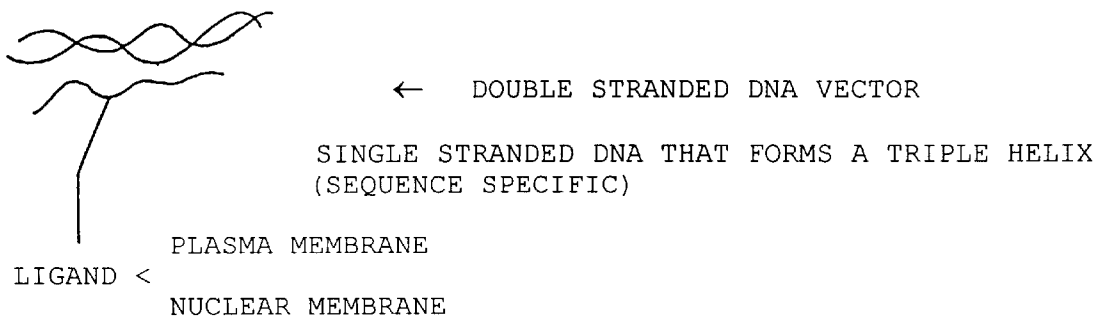 ← DOUBLE STRANDED DNA VECTOR
SINGLE STRANDED DNA THAT FORMS A TRIPLE HELIX
(SEQUENCE SPECIFIC)
PLASMA MEMBRANE
LIGAND <
NUCLEAR MEMBRANE